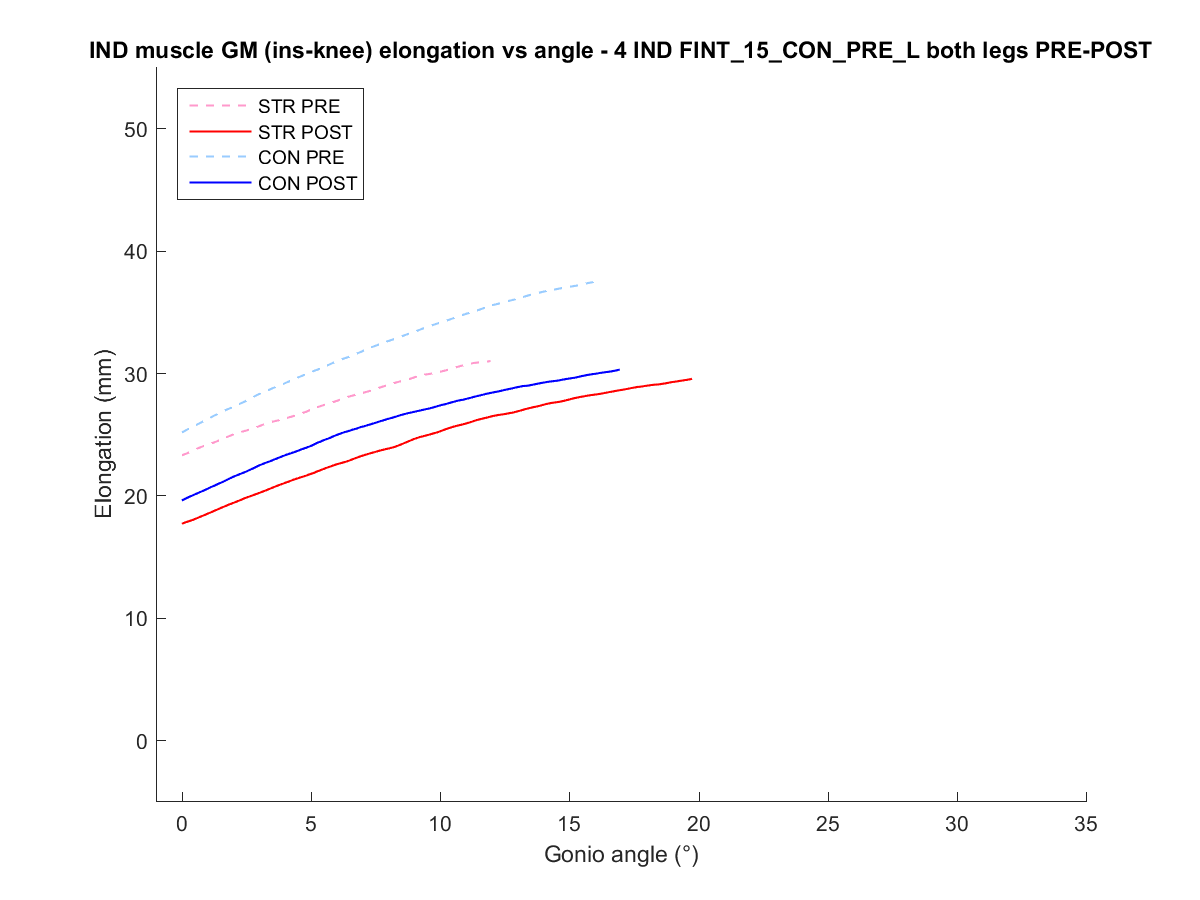 IND muscle GM (ins-knee) elongation vs angle - 4 IND FINT_15_CON_PRE_L both legs PRE-POST
STR PRE
STR POST
CON PRE
CON POST
50
40
30
20
10
0
Elongation (mm)
0 5 10 15 20 25 30 35
Gonio angle (°)